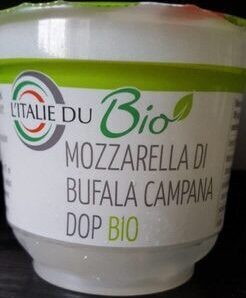 L'ITALIE DU Bio
MOZZARELLA DI
BUFALA CAMPANA
DOP BIO